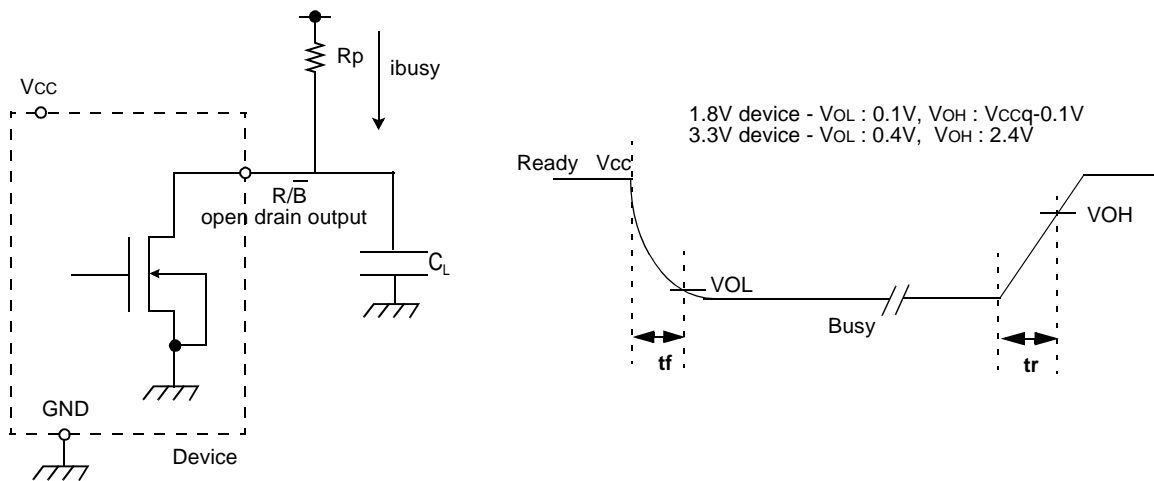 Rp
ibusy
VCC
R/B̅
open drain output
CL
GND
Device
1.8V device - VOL : 0.1V, VOH : VCCq-0.1V
3.3V device - VOL : 0.4V, VOH : 2.4V
Ready Vcc
VOH
VOL
Busy
tf
tr